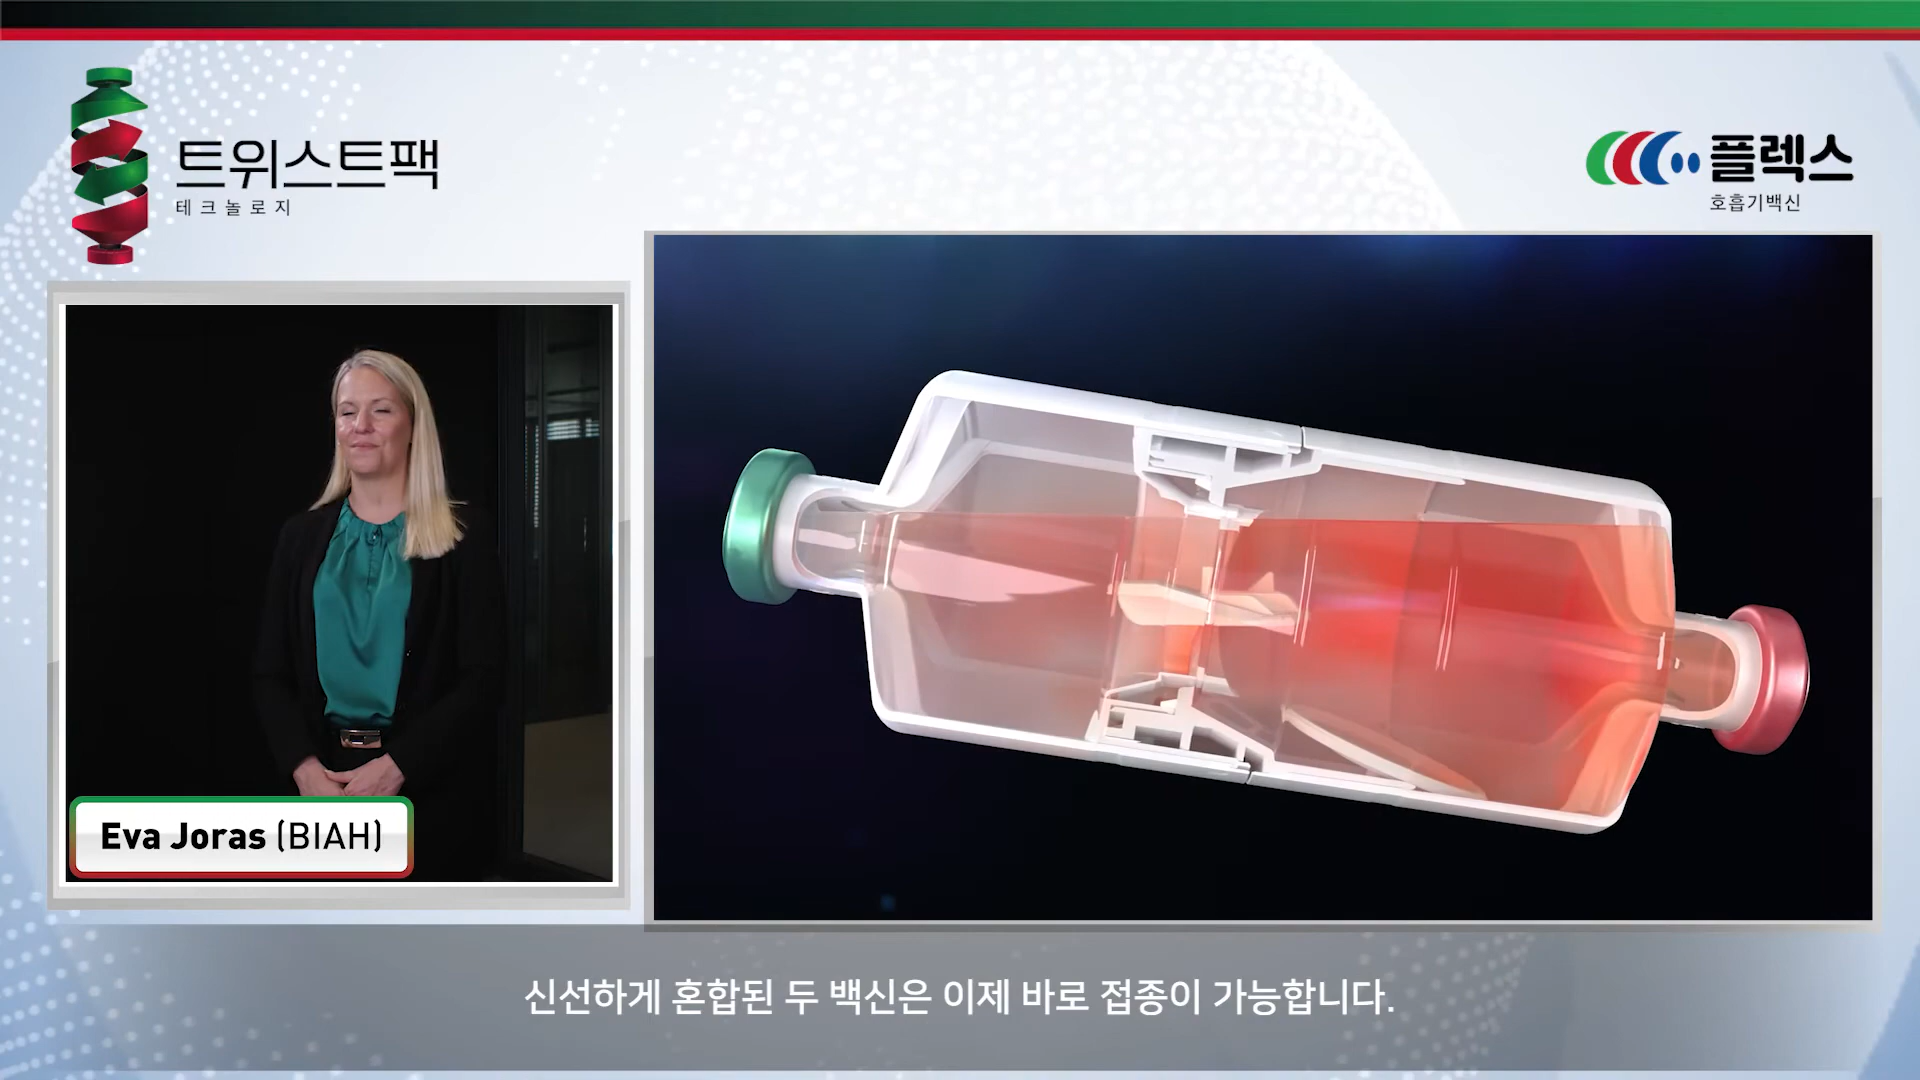 트위스트팩
테크놀로지
플렉스
호흡기백신
Eva Joras (BIAH)
신선하게 혼합된 두 백신은 이제 바로 접종이 가능합니다.